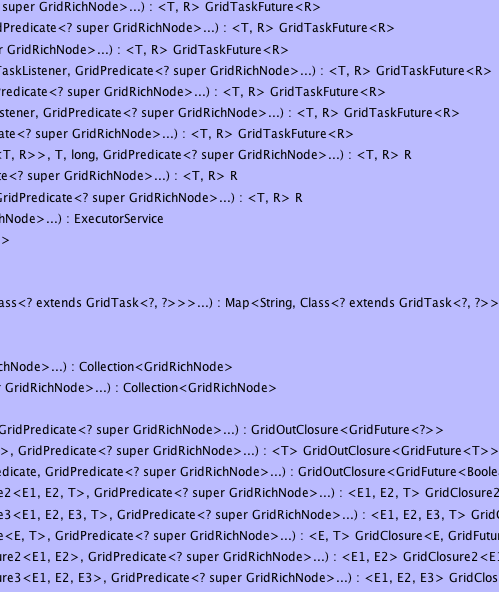 super GridRichNode>...) : <T, R> GridTaskFuture<R>
dPredicate<? super GridRichNode>...) : <T, R> GridTaskFuture<R>
r GridRichNode>...) : <T, R> GridTaskFuture<R>
TaskListener, GridPredicate<? super GridRichNode>...) : <T, R> GridTaskFuture<R>
Predicate<? super GridRichNode>...) : <T, R> GridTaskFuture<R>
stener, GridPredicate<? super GridRichNode>...) : <T, R> GridTaskFuture<R>
ate<? super GridRichNode>...) : <T, R> GridTaskFuture<R>
<T, R>>, T, long, GridPredicate<? super GridRichNode>...) : <T, R> R
te<? super GridRichNode>...) : <T, R> R
GridPredicate<? super GridRichNode>...) : <T, R> R
hNode>...) : ExecutorService
>
ass<? extends GridTask<?, ?>>>...) : Map<String, Class<? extends GridTask<?, ?>>
chNode>...) : Collection<GridRichNode>
r GridRichNode>...) : Collection<GridRichNode>
GridPredicate<? super GridRichNode>...) : GridOutClosure<GridFuture<?>>
>, GridPredicate<? super GridRichNode>...) : <T> GridOutClosure<GridFuture<T>>
edicate, GridPredicate<? super GridRichNode>...) : GridOutClosure<GridFuture<Boolea
e2<E1, E2, T>, GridPredicate<? super GridRichNode>...) : <E1, E2, T> GridClosure2
e3<E1, E2, E3, T>, GridPredicate<? super GridRichNode>...) : <E1, E2, E3, T> GridC
e<E, T>, GridPredicate<? super GridRichNode>...) : <E, T> GridClosure<E, GridFutur
ure2<E1, E2>, GridPredicate<? super GridRichNode>...) : <E1, E2> GridClosure2<E1
ure3<E1, E2, E3>, GridPredicate<? super GridRichNode>...) : <E1, E2, E3> GridClos